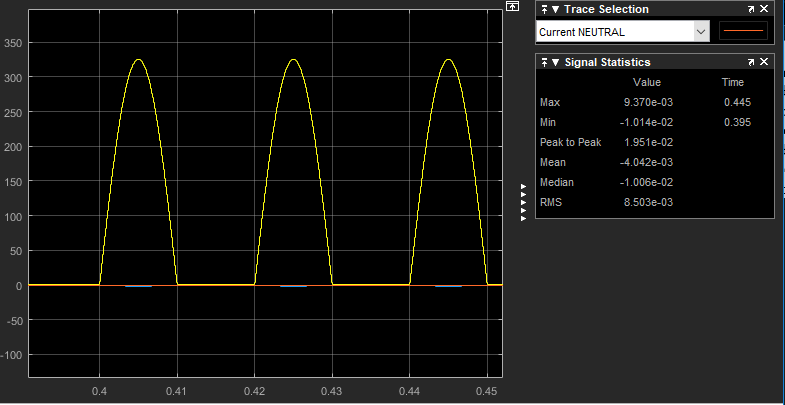 350
300
250
200
150
100
50
0
-50
-100
0.4 0.41 0.42 0.43 0.44 0.45
Trace Selection
Current NEUTRAL
Signal Statistics
Value Time
Max 9.370e-03 0.445
Min -1.014e-02 0.395
Peak to Peak 1.951e-02
Mean -4.042e-03
Median -1.006e-02
RMS 8.503e-03